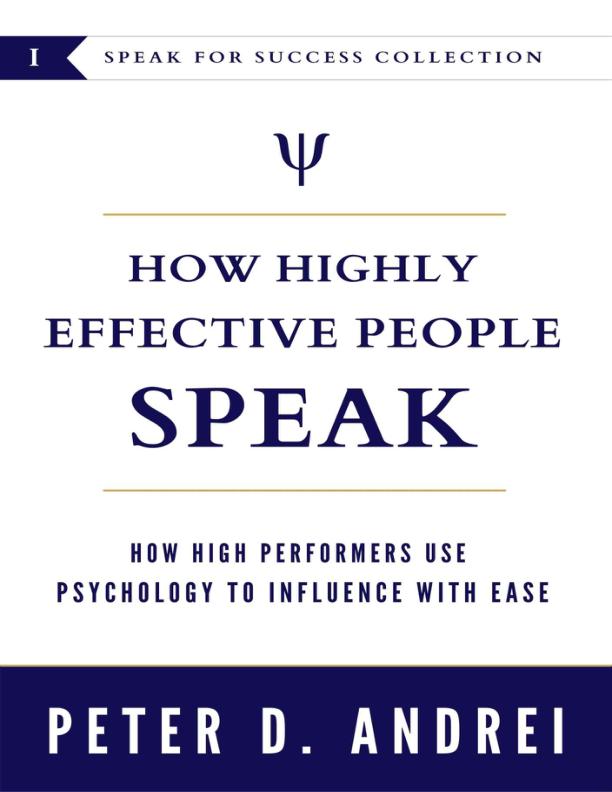 I SPEAK FOR SUCCESS COLLECTION
Ψ
HOW HIGHLY
EFFECTIVE PEOPLE
SPEAK
HOW HIGH PERFORMERS USE
PSYCHOLOGY TO INFLUENCE WITH EASE
PETER D. ANDREI